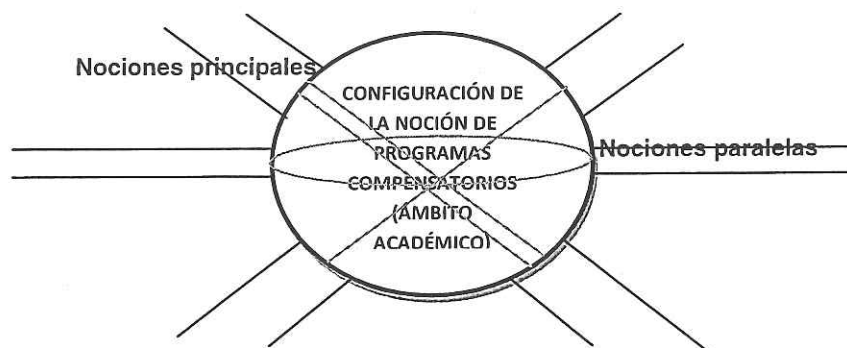 Nociones principales
CONFIGURACIÓN DE
LA NOCIÓN DE
PROGRAMAS
COMPENSATORIOS
(ÁMBITO
ACADÉMICO)
Nociones paralelas